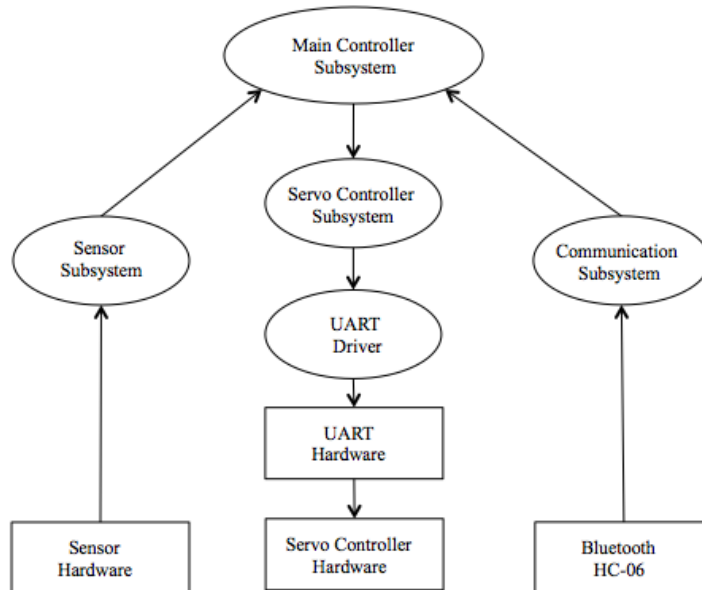 Main Controller
Subsystem
Servo Controller
Subsystem
Sensor
Subsystem
Communication
Subsystem
UART
Driver
UART
Hardware
Sensor
Hardware
Servo Controller
Hardware
Bluetooth
HC-06